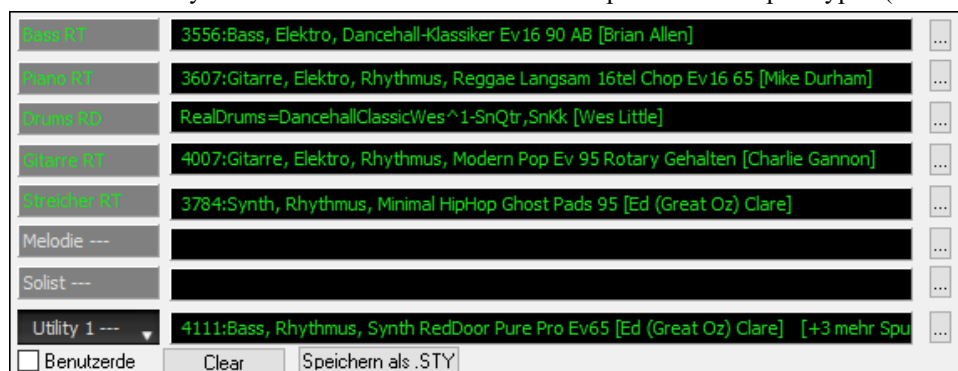 Bass RT 3556:Bass, Elektro, Dancehall-Klassiker Ev16 90 AB [Brian Allen] ...
Piano RT 3607:Gitarre, Elektro, Rhythmus, Reggae Langsam 16tel Chop Ev16 65 [Mike Durham] ...
Drums RD RealDrums=DancehallClassicWes^1-SnQtr,SnKk [Wes Little] ...
Gitarre RT 4007:Gitarre, Elektro, Rhythmus, Modern Pop Ev 95 Rotary Gehalten [Charlie Gannon] ...
Streicher RT 3784:Synth, Rhythmus, Minimal HipHop Ghost Pads 95 [Ed (Great Oz) Clare] ...
Melodie --- ...
Solist --- ...
Utility 1 --- 4111:Bass, Rhythmus, Synth RedDoor Pure Pro Ev65 [Ed (Great Oz) Clare] [+3 mehr Spu ...
Benutzerde Clear Speichern als .STY